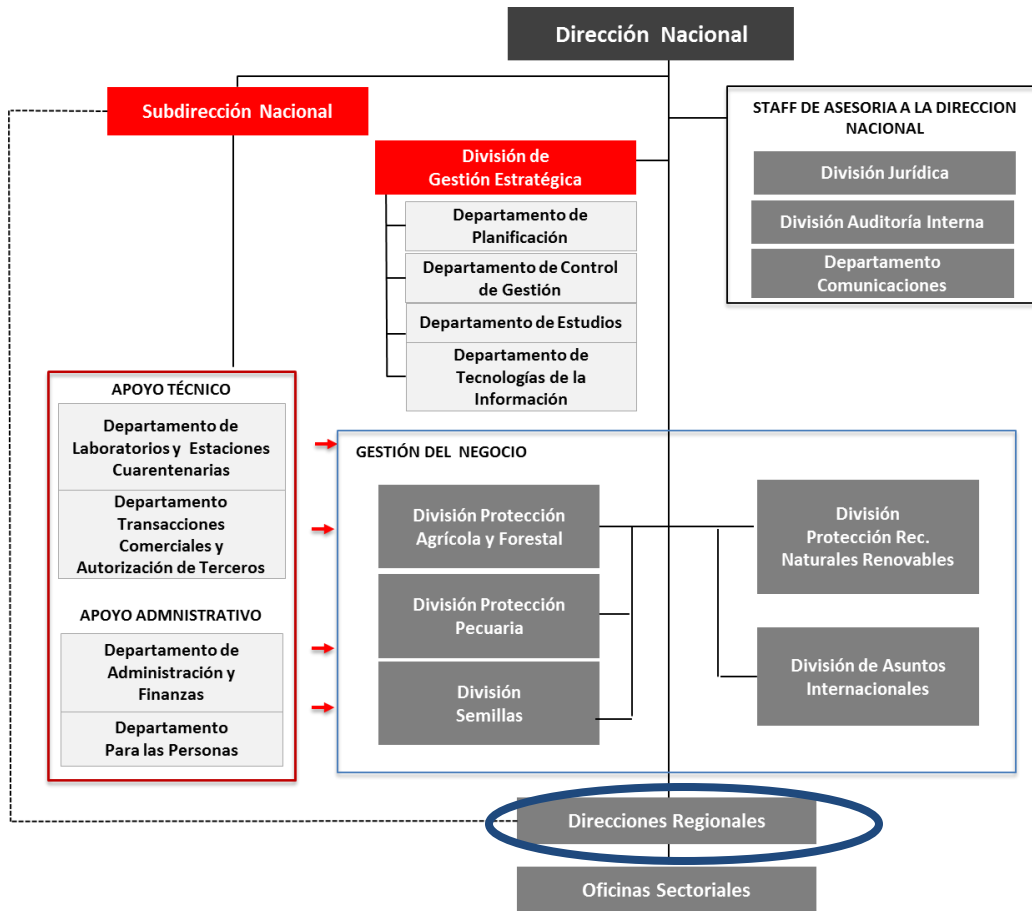 Dirección Nacional
Subdirección Nacional
STAFF DE ASESORIA A LA DIRECCION
NACIONAL
División Jurídica
División Auditoría Interna
Departamento
Comunicaciones
División de
Gestión Estratégica
Departamento de
Planificación
Departamento de Control
de Gestión
Departamento de Estudios
Departamento de
Tecnologías de la
Información
APOYO TÉCNICO
Departamento de
Laboratorios y Estaciones
Cuarentenarias
Departamento
Transacciones
Comerciales y
Autorización de Terceros
APOYO ADMNISTRATIVO
Departamento de
Administración y
Finanzas
Departamento
Para las Personas
GESTIÓN DEL NEGOCIO
División Protección
Agrícola y Forestal
División Protección
Pecuaria
División
Semillas
División
Protección Rec.
Naturales Renovables
División de Asuntos
Internacionales
Direcciones Regionales
Oficinas Sectoriales